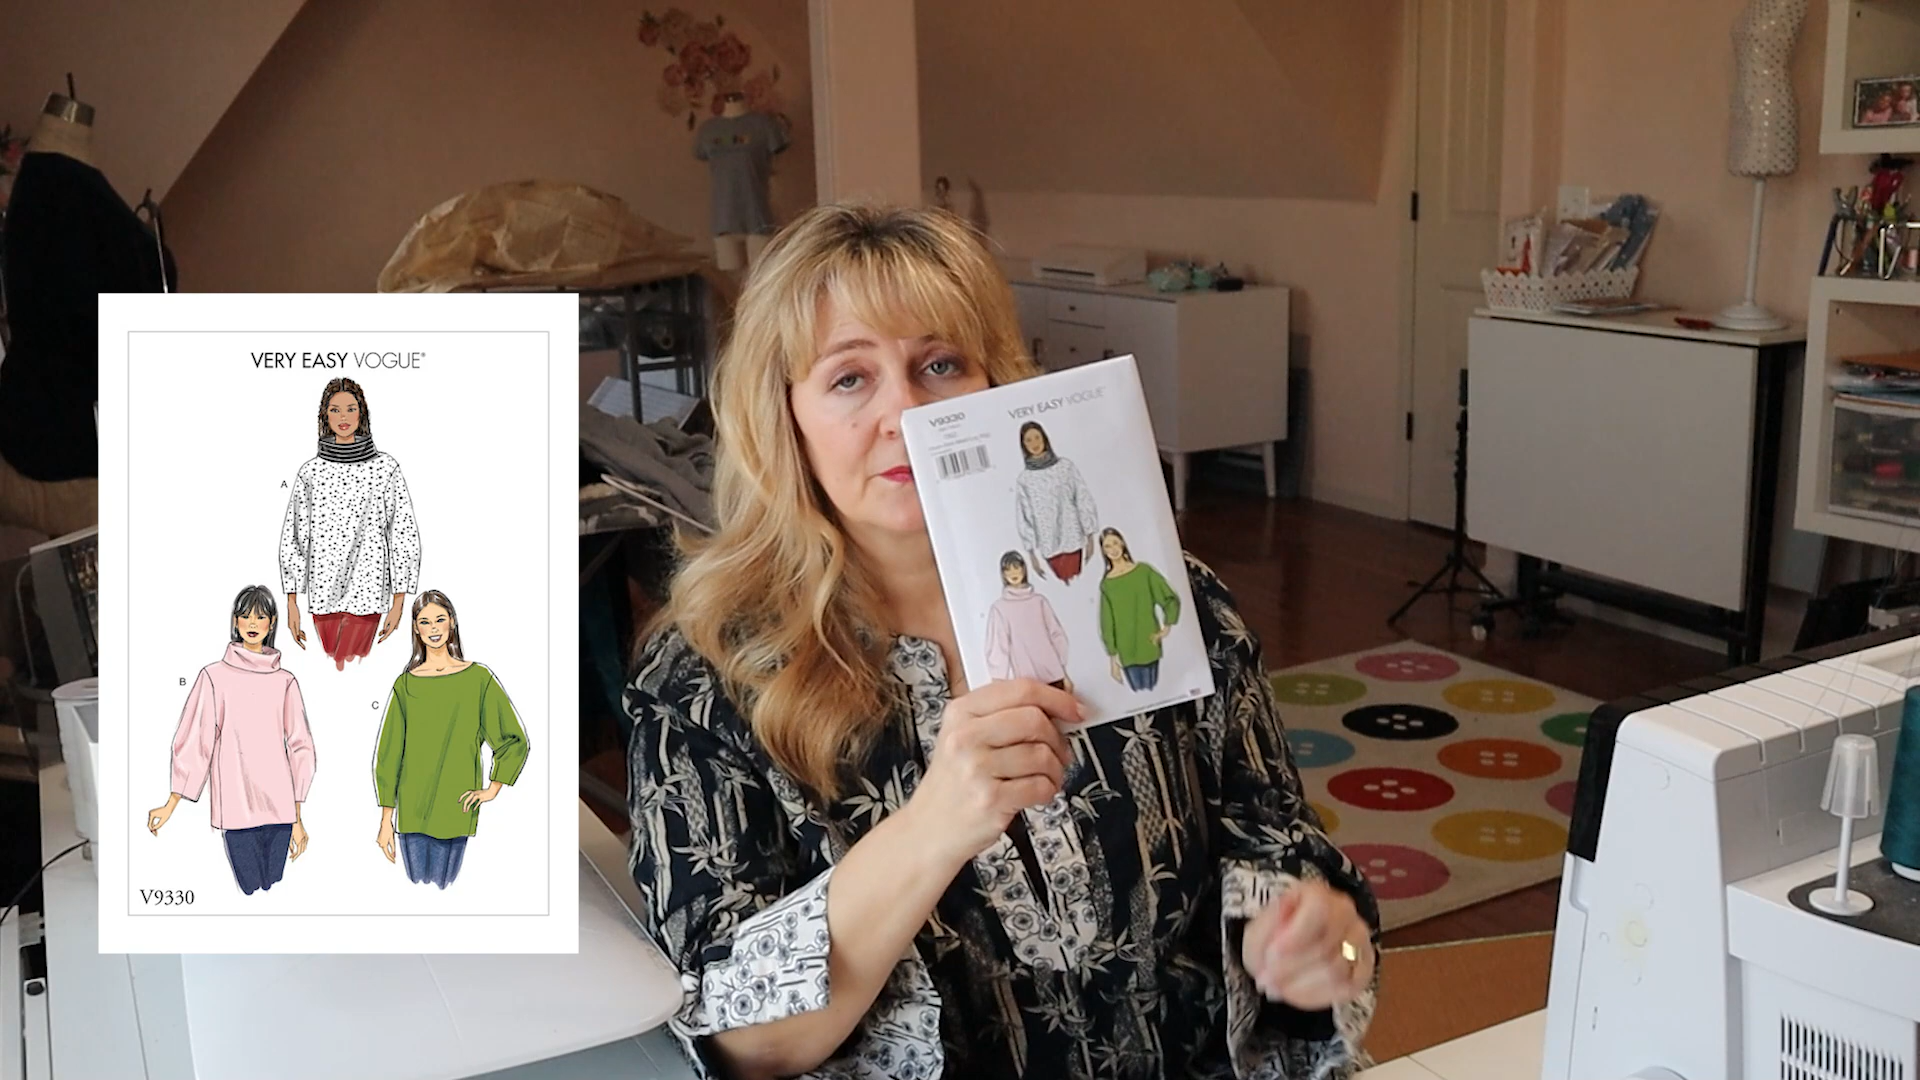 VERY EASY VOGUE®
A
B
C
V9330
V9330
VERY EASY VOGUE